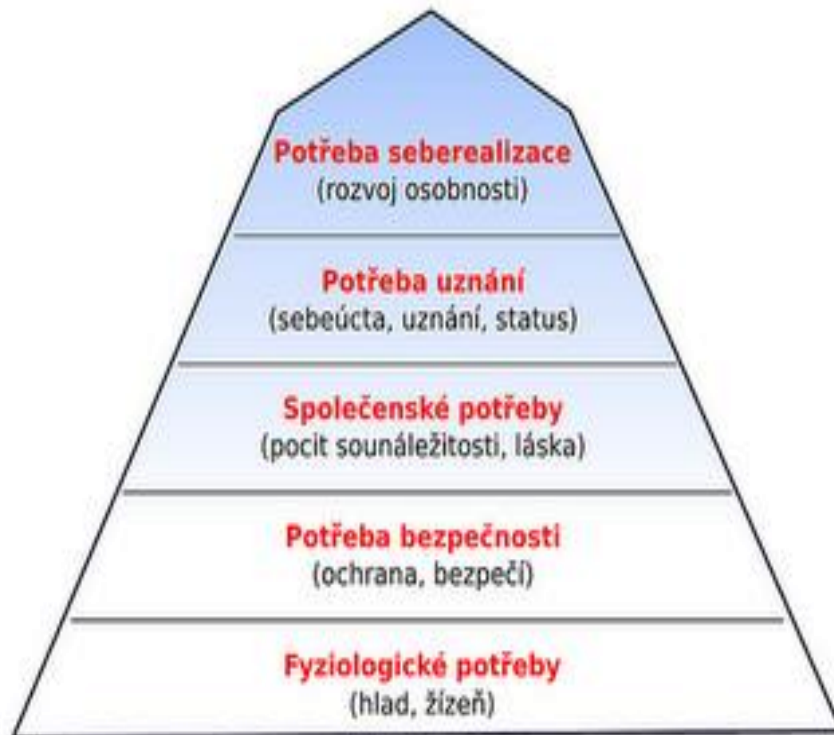 Potřeba seberealizace
(rozvoj osobnosti)
Potřeba uznání
(sebeúcta, uznání, status)
Společenské potřeby
(pocit sounáležitosti, láska)
Potřeba bezpečnosti
(ochrana, bezpečí)
Fyziologické potřeby
(hlad, žízeň)